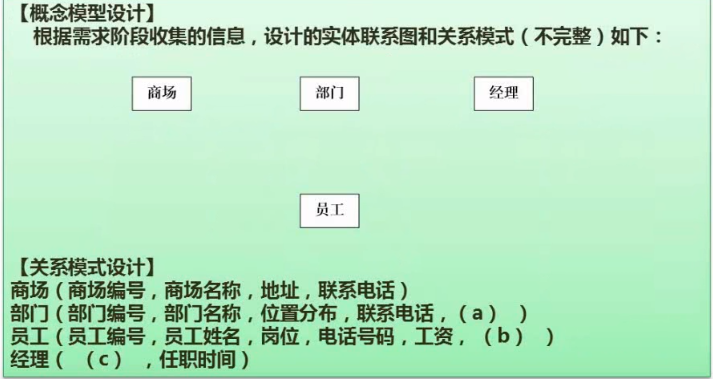 【概念模型设计】
根据需求阶段收集的信息，设计的实体联系图和关系模式（不完整）如下：
商场 部门 经理
员工
【关系模式设计】
商场（商场编号，商场名称，地址，联系电话）
部门（部门编号，部门名称，位置分布，联系电话，（a） ）
员工（员工编号，员工姓名，岗位，电话号码，工资， （b） ）
经理（ （c） ，任职时间）